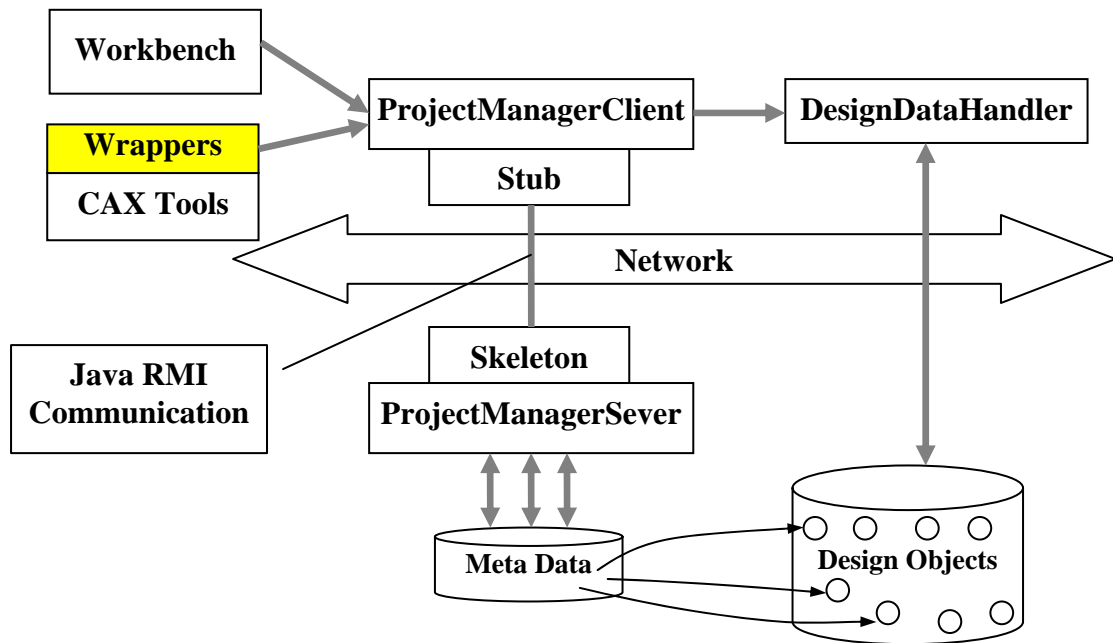 Workbench
ProjectManagerClient
DesignDataHandler
Wrappers
CAX Tools
Stub
Network
Java RMI
Communication
Skeleton
ProjectManagerSever
Meta Data
Design Objects